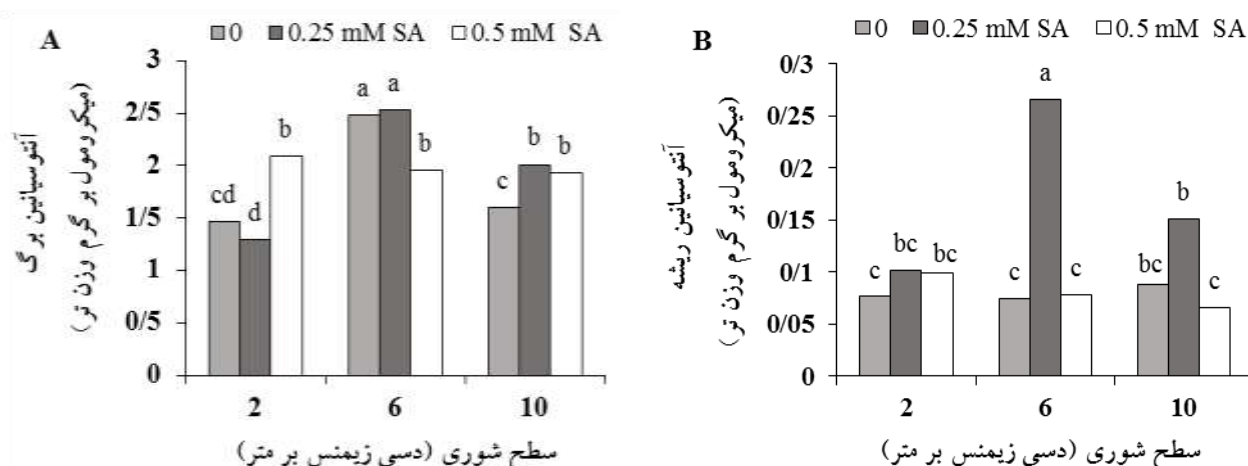 A
0 0.25 mM SA 0.5 mM SA
آنتوسیانین برگ
(میکرومول بر گرم وزن تر)
3
2/5
2
1/5
1
0/5
0
cd d b
a a b
c b b
2 6 10
سطح شوری (دسی زیمنس بر متر)
B
0 0.25 mM SA 0.5 mM SA
آنتوسیانین ریشه
(میکرومول بر گرم وزن تر)
0/3
0/25
0/2
0/15
0/1
0/05
0
c bc bc
c a c
bc b c
2 6 10
سطح شوری (دسی زیمنس بر متر)